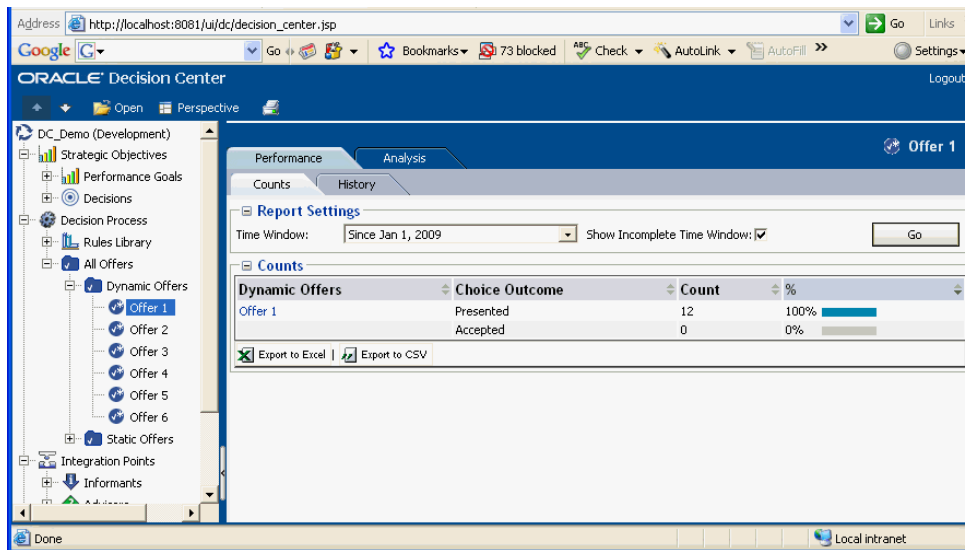 Address http://localhost:8081/ui/dc/decision_center.jsp Go Links
Google G Go Bookmarks 73 blocked ABC Check AutoLink AutoFill » Settings
ORACLE Decision Center Logout
Open Perspective
DC_Demo (Development)
Strategic Objectives
Performance Goals
Decisions
Decision Process
Rules Library
All Offers
Dynamic Offers
Offer 1
Offer 2
Offer 3
Offer 4
Offer 5
Offer 6
Static Offers
Integration Points
Informants
Offer 1
Performance Analysis
Counts History
Report Settings
Time Window: Since Jan 1, 2009 Show Incomplete Time Window: Go
Counts
Dynamic Offers Choice Outcome Count %
Offer 1 Presented 12 100%
Accepted 0 0%
Export to Excel | Export to CSV
Done Local intranet